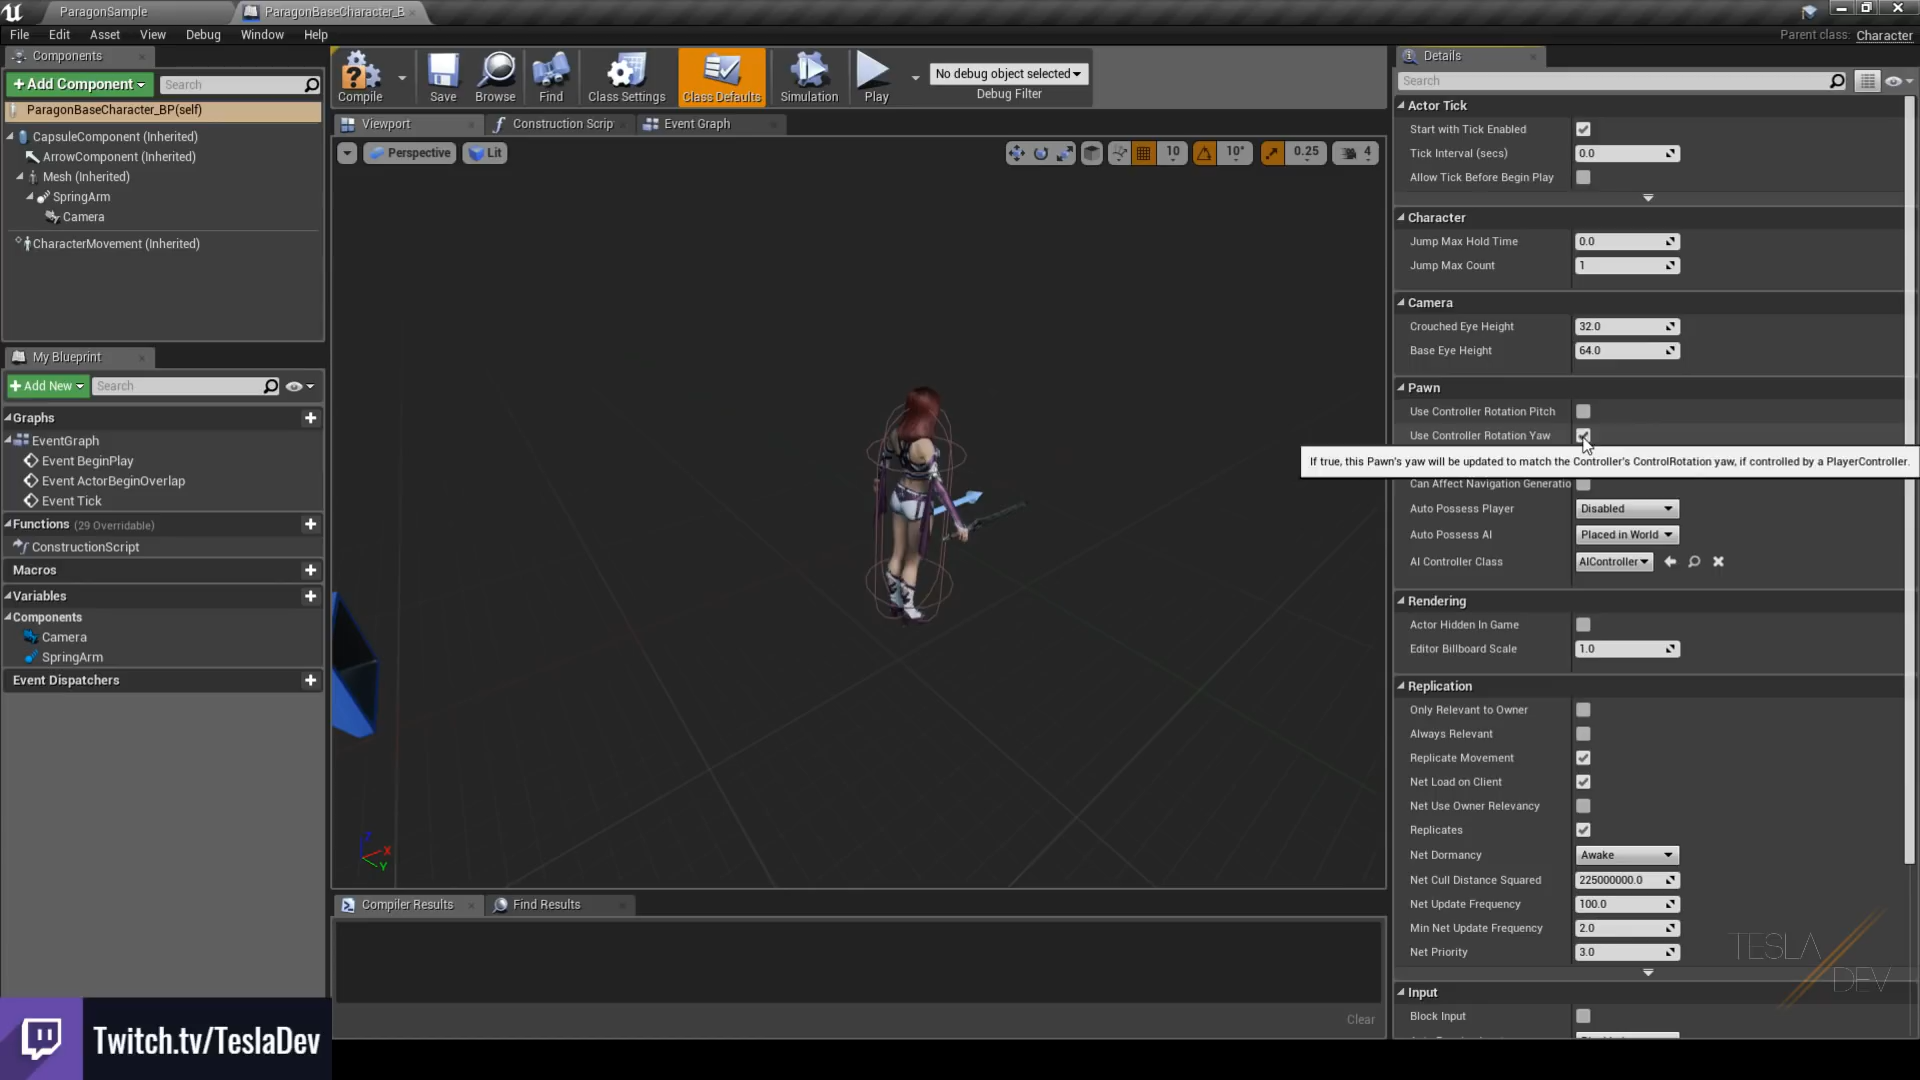 ParagonSample
ParagonBaseCharacter_B
File Edit Asset View Debug Window Help
Parent class: Character
Components
+Add Component
Search
ParagonBaseCharacter_BP(self)
CapsuleComponent (Inherited)
ArrowComponent (Inherited)
Mesh (Inherited)
SpringArm
Camera
CharacterMovement (Inherited)
My Blueprint
+Add New
Search
Graphs
EventGraph
Event BeginPlay
Event ActorBeginOverlap
Event Tick
Functions (29 Overridable)
ConstructionScript
Macros
Variables
Components
Camera
SpringArm
Event Dispatchers
Compile
Save
Browse
Find
Class Settings
Class Defaults
Simulation
Play
No debug object selected
Debug Filter
Viewport
Construction Scrip
Event Graph
Perspective
Lit
10
10°
0.25
4
Z
X
Y
Compiler Results
Find Results
Clear
Details
Search
Actor Tick
Start with Tick Enabled
Tick Interval (secs) 0.0
Allow Tick Before Begin Play
Character
Jump Max Hold Time 0.0
Jump Max Count 1
Camera
Crouched Eye Height 32.0
Base Eye Height 64.0
Pawn
Use Controller Rotation Pitch
Use Controller Rotation Yaw
If true, this Pawn's yaw will be updated to match the Controller's ControlRotation yaw, if controlled by a PlayerController.
Can Affect Navigation Generatio
Auto Possess Player Disabled
Auto Possess AI Placed in World
AI Controller Class AIController
Rendering
Actor Hidden In Game
Editor Billboard Scale 1.0
Replication
Only Relevant to Owner
Always Relevant
Replicate Movement
Net Load on Client
Net Use Owner Relevancy
Replicates
Net Dormancy Awake
Net Cull Distance Squared 225000000.0
Net Update Frequency 100.0
Min Net Update Frequency 2.0
Net Priority 3.0
Input
Block Input
TESLA
DEV
Twitch.tv/TeslaDev